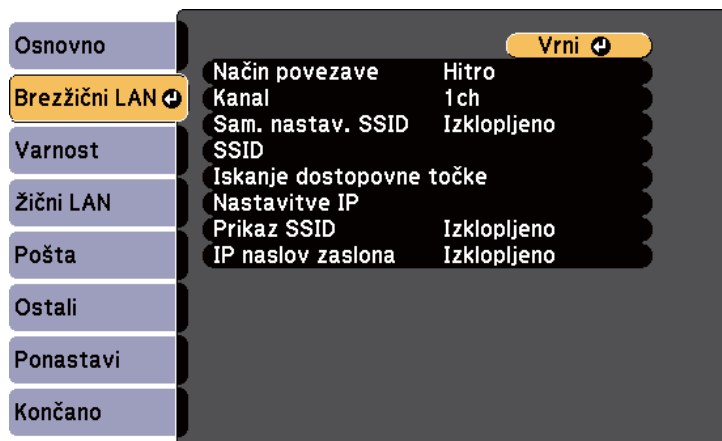 Osnovno
Brezžični LAN
Varnost
Žični LAN
Pošta
Ostali
Ponastavi
Končano
Vrni
Način povezave Hitro
Kanal 1ch
Sam. nastav. SSID Izklopljeno
SSID
Iskanje dostopovne točke
Nastavitve IP
Prikaz SSID Izklopljeno
IP naslov zaslona Izklopljeno